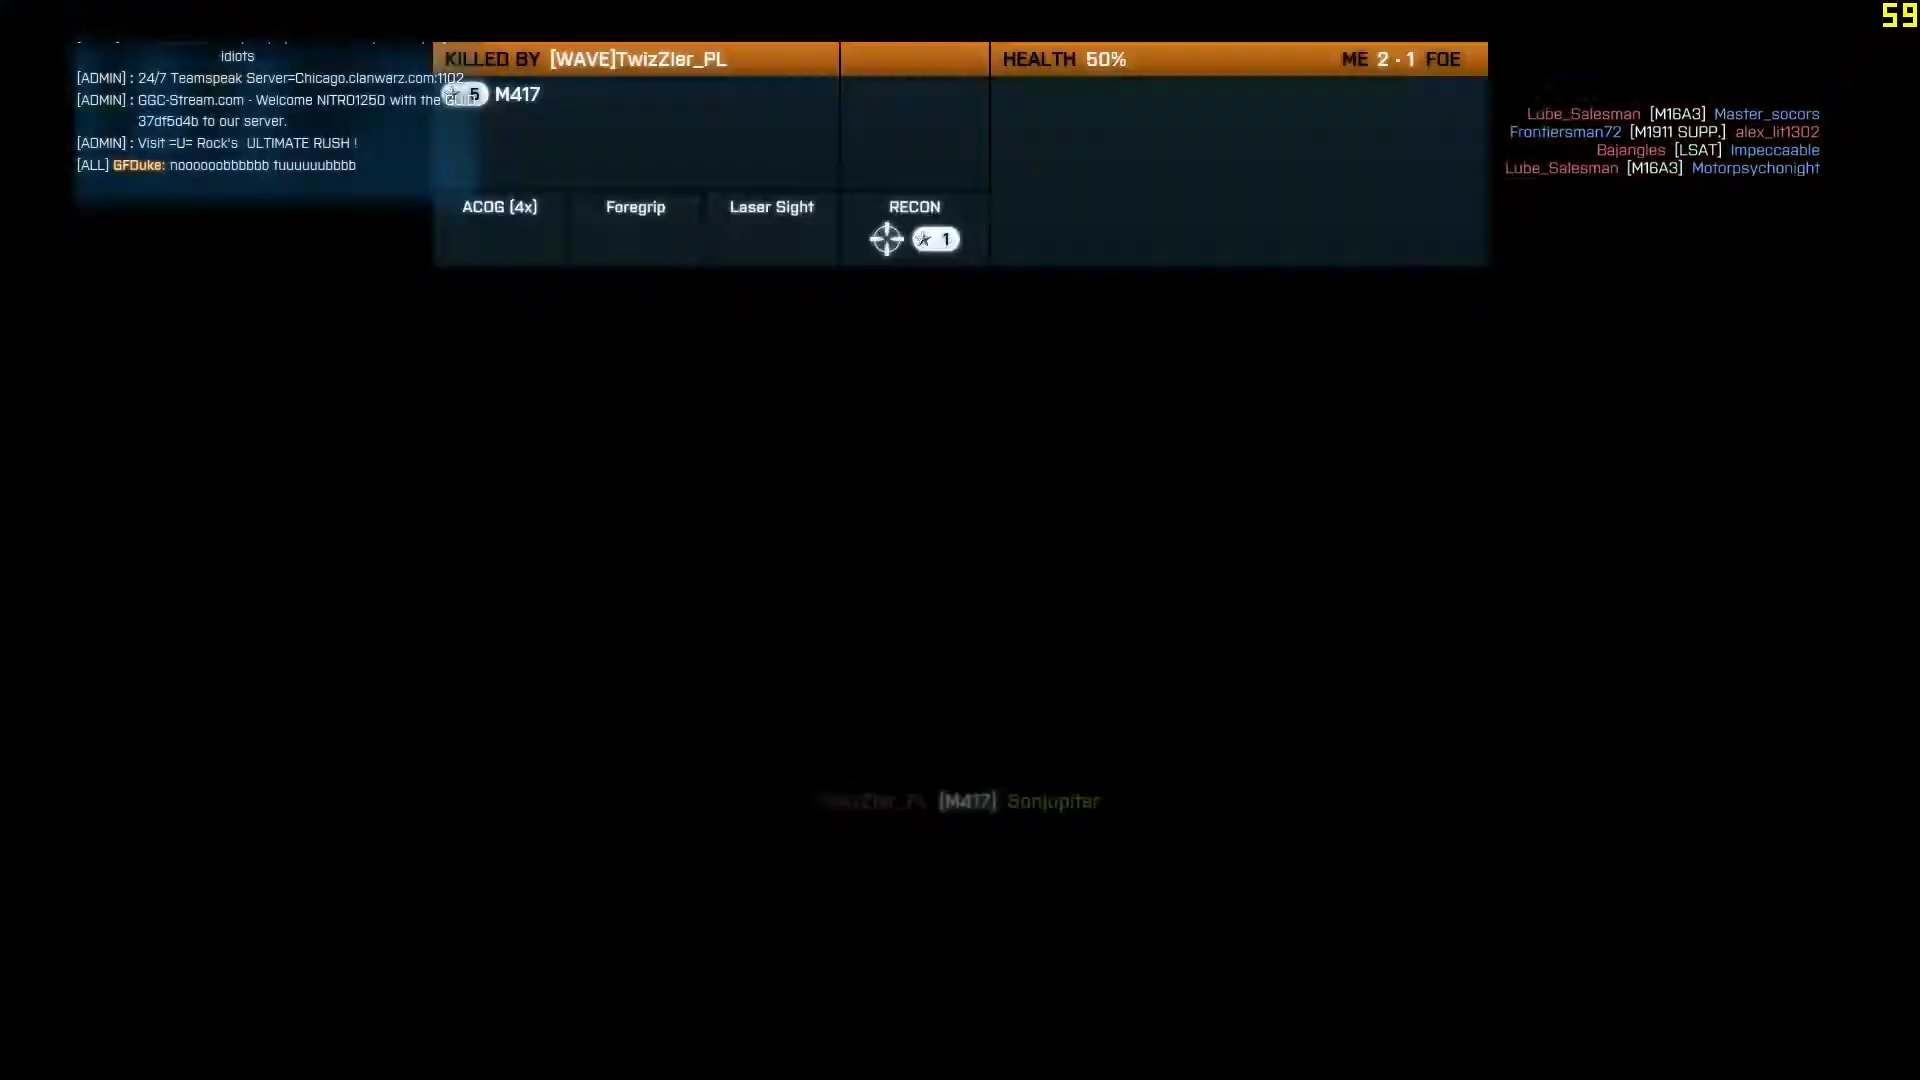 59
idiots
[ADMIN] : 24/7 Teamspeak Server=Chicago.clanwarz.com:1102
[ADMIN] : GGC-Stream.com - Welcome NITRO1250 with the GUID
37df5d4b to our server.
[ADMIN] : Visit =U= Rock's ULTIMATE RUSH !
[ALL] GFDuke: noooooobbbbbb tuuuuuubbbb
KILLED BY [WAVE]TwizZler_PL
HEALTH 50%
ME 2 - 1 FOE
5 M417
ACOG (4x) Foregrip Laser Sight RECON
1
Lube_Salesman [M16A3] Master_socors
Frontiersman72 [M1911 SUPP.] alex_lit1302
Bajangles [LSAT] Impeccaable
Lube_Salesman [M16A3] Motorpsychonight
TwizZler_PL [M417] Sonjupiter